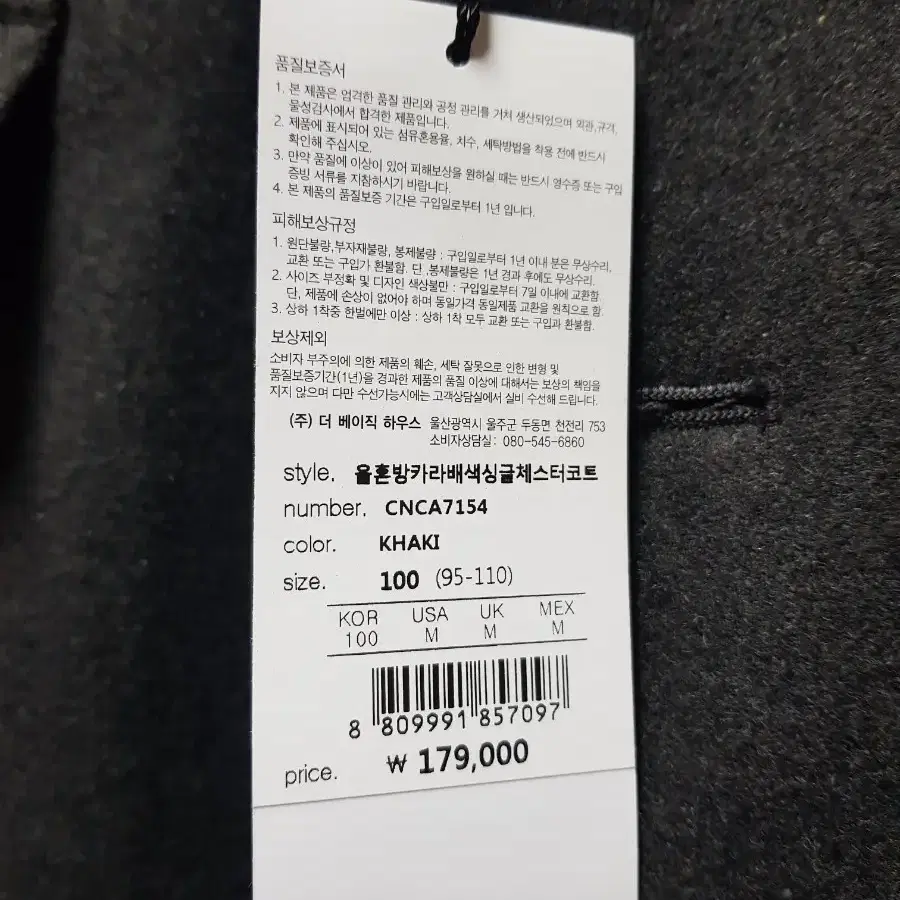 품질보증서
1. 본 제품은 엄격한 품질 관리와 공정 관리를 거쳐 생산되었으며 외관,규격,
물성검사에서 합격한 제품입니다.
2. 제품에 표시되어 있는 섬유혼용율, 치수, 세탁방법을 착용 전에 반드시
확인해 주십시오.
3. 만약 품질에 이상이 있어 피해보상을 원하실 때는 반드시 영수증 또는 구입
증빙 서류를 지참하시기 바랍니다.
4. 본 제품의 품질보증 기간은 구입일로부터 1년 입니다.
피해보상규정
1. 원단불량,부자재불량, 봉제불량 : 구입일로부터 1년 이내 분은 무상수리,
교환 또는 구입가 환불함. 단 ,봉제불량은 1년 경과 후에도 무상수리.
2. 사이즈 부정확 및 디자인 색상불만 : 구입일로부터 7일 이내에 교환함.
단, 제품에 손상이 없어야 하며 동일가격 동일제품 교환을 원칙으로 함.
3. 상하 1착중 한벌에만 이상 : 상하 1착 모두 교환 또는 구입과 환불함.
보상제외
소비자 부주의에 의한 제품의 훼손, 세탁 잘못으로 인한 변형 및
품질보증기간(1년)을 경과한 제품의 품질 이상에 대해서는 보상의 책임을
지지 않으며 다만 수선가능시에는 고객상담실에서 실비 수선해 드립니다.
(주) 더 베이직 하우스 울산광역시 울주군 두동면 천전리 753
소비자상담실: 080-545-6860
style. 울혼방카라배색싱글체스터코트
number. CNCA7154
color. KHAKI
size. 100 (95-110)
KOR USA UK MEX
100 M M M
8 809991 857097
price. ₩ 179,000